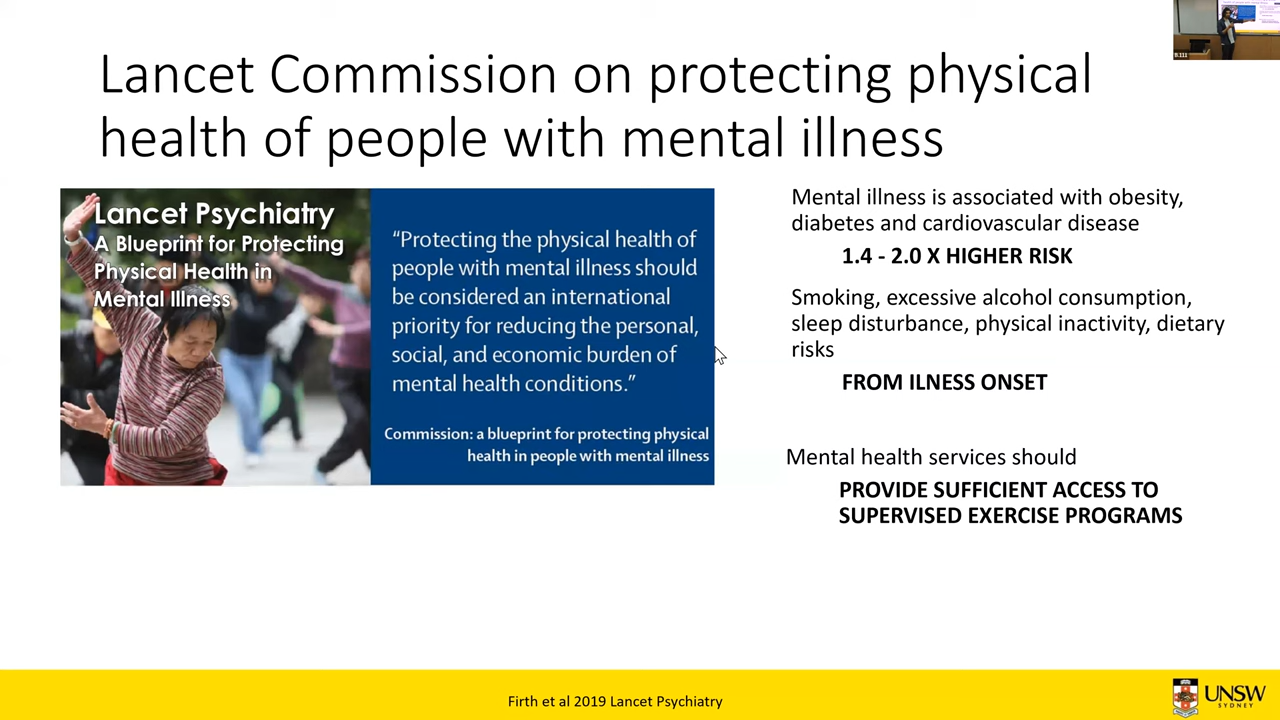 Lancet Commission on protecting physical
health of people with mental illness
Lancet Psychiatry
A Blueprint for Protecting
Physical Health in
Mental Illness
“Protecting the physical health of
people with mental illness should
be considered an international
priority for reducing the personal,
social, and economic burden of
mental health conditions.”
Commission: a blueprint for protecting physical
health in people with mental illness
Mental illness is associated with obesity,
diabetes and cardiovascular disease
1.4 - 2.0 X HIGHER RISK
Smoking, excessive alcohol consumption,
sleep disturbance, physical inactivity, dietary
risks
FROM ILNESS ONSET
Mental health services should
PROVIDE SUFFICIENT ACCESS TO
SUPERVISED EXERCISE PROGRAMS
Firth et al 2019 Lancet Psychiatry
UNSW
SYDNEY